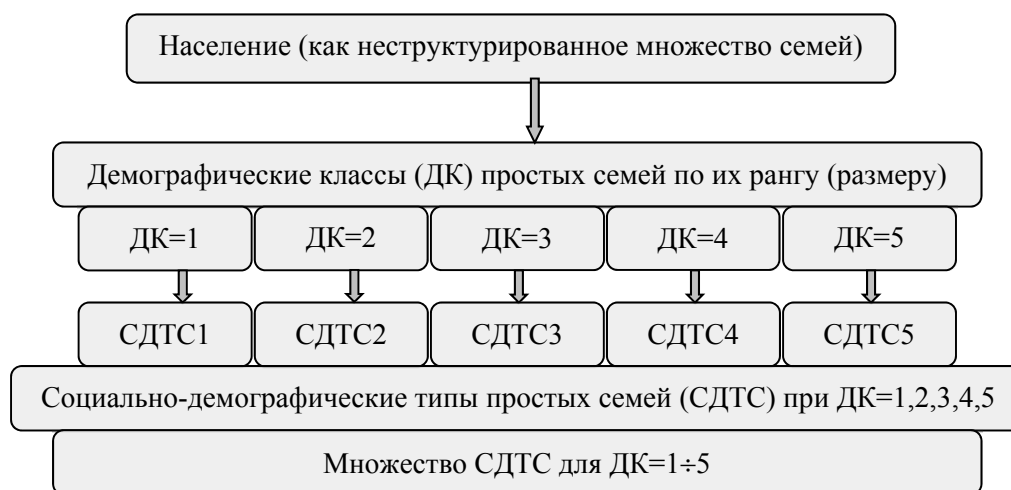 Население (как неструктурированное множество семей)
Демографические классы (ДК) простых семей по их рангу (размеру)
ДК=1 ДК=2 ДК=3 ДК=4 ДК=5
СДТС1 СДТС2 СДТС3 СДТС4 СДТС5
Социально-демографические типы простых семей (СДТС) при ДК=1,2,3,4,5
Множество СДТС для ДК=1÷5